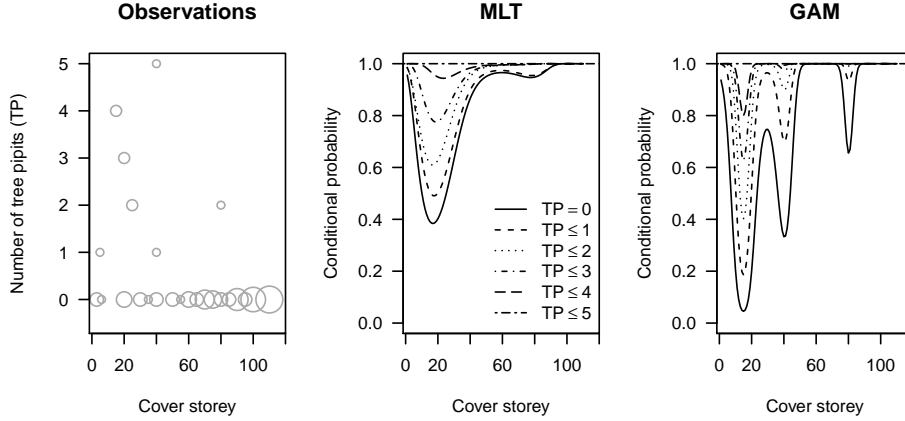 Observations
Number of tree pipits (TP)
5
4
3
2
1
0
0
20
60
100
Cover storey
MLT
Conditional probability
1.0
0.8
0.6
0.4
0.2
0.0
TP = 0
TP ≤ 1
TP ≤ 2
TP ≤ 3
TP ≤ 4
TP ≤ 5
0
20
60
100
Cover storey
GAM
Conditional probability
1.0
0.8
0.6
0.4
0.2
0.0
0
20
60
100
Cover storey